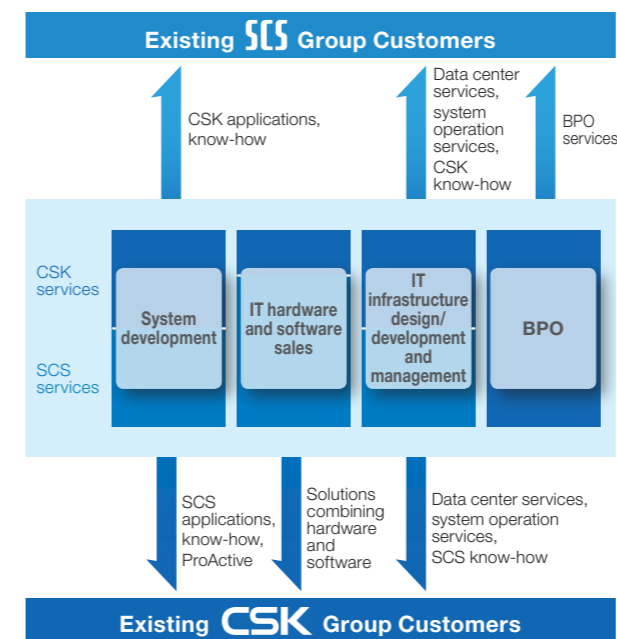 Existing SCS Group Customers
CSK applications,
know-how
Data center
services,
system
operation
services,
CSK
know-how
BPO
services
CSK
services
SCS
services
System
development
IT hardware
and software
sales
IT
infrastructure
design/
development
and
management
BPO
SCS
applications,
know-how,
ProActive
Solutions
combining
hardware
and
software
Data center services,
system operation
services,
SCS know-how
Existing CSK Group Customers